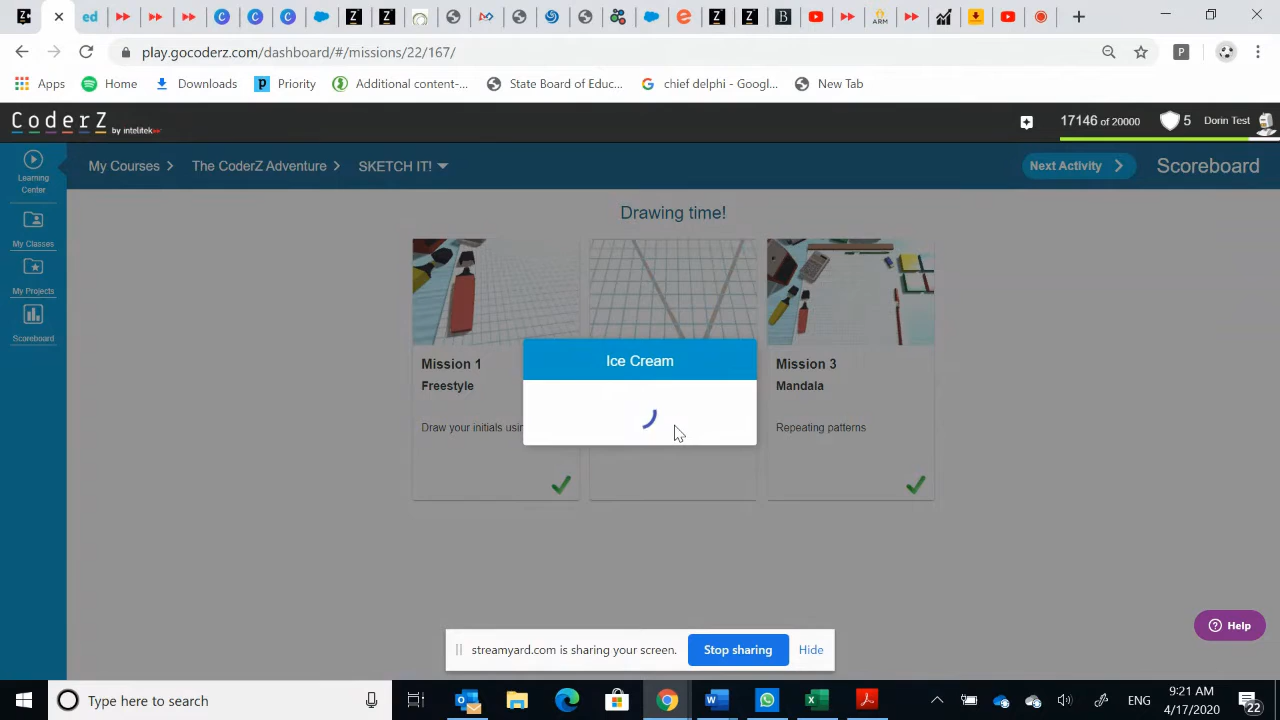 play.gocoderz.com/dashboard/#/missions/22/167/
Apps
Home
Downloads
Priority
Additional content-...
State Board of Educ...
chief delphi - Googl...
New Tab
CoderZ by intelitek
17146 of 20000
5
Dorin Test
Learning Center
My Courses
The CoderZ Adventure
SKETCH IT!
Next Activity
Scoreboard
My Classes
My Projects
Scoreboard
Drawing time!
Mission 1
Freestyle
Draw your initials usin
Ice Cream
Mission 3
Mandala
Repeating patterns
Help
streamyard.com is sharing your screen.
Stop sharing
Hide
Type here to search
ENG
9:21 AM
4/17/2020
22